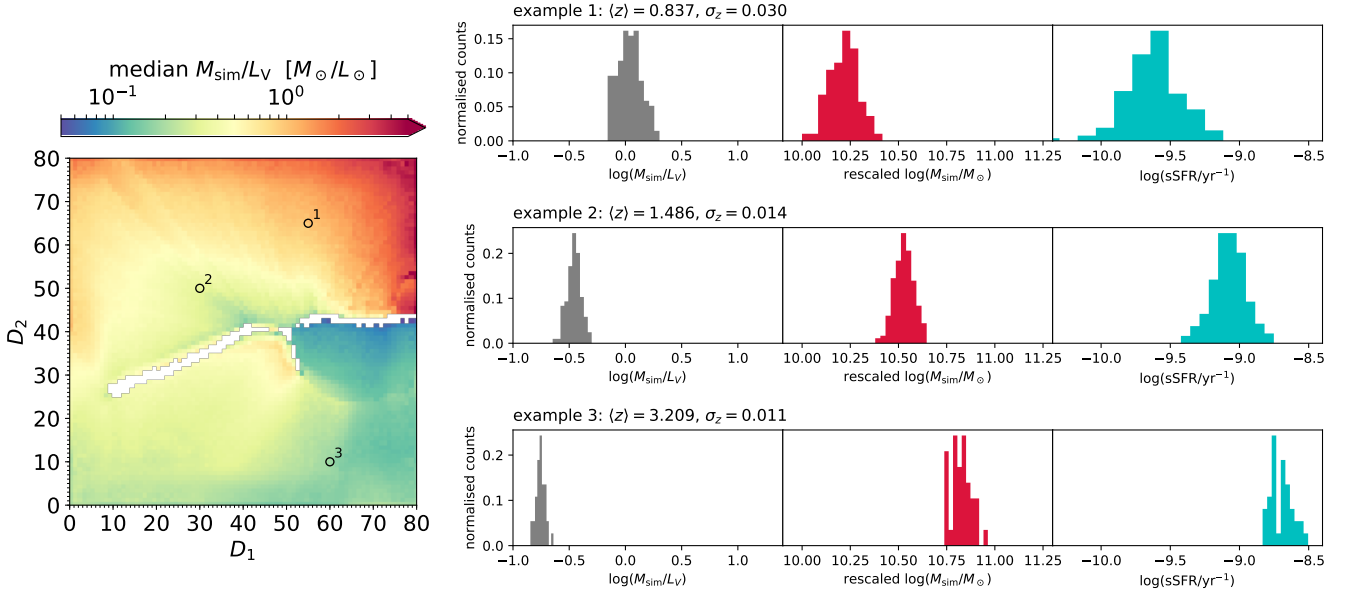 median M_sim/L_V [M_⊙/L_⊙]
10⁻¹ 10⁰
80
70
60
50
40
30
20
10
0
D₂
0 10 20 30 40 50 60 70 80
D₁
1
2
3
example 1: ⟨z⟩ = 0.837, σ_z = 0.030
normalised counts
0.15
0.10
0.05
0.00
−1.0 −0.5 0.0 0.5 1.0
log(M_sim/L_V)
10.00 10.25 10.50 10.75 11.00 11.25
rescaled log(M_sim/M_⊙)
−10.0 −9.5 −9.0 −8.5
log(sSFR/yr⁻¹)
example 2: ⟨z⟩ = 1.486, σ_z = 0.014
normalised counts
0.2
0.1
0.0
−1.0 −0.5 0.0 0.5 1.0
log(M_sim/L_V)
10.00 10.25 10.50 10.75 11.00 11.25
rescaled log(M_sim/M_⊙)
−10.0 −9.5 −9.0 −8.5
log(sSFR/yr⁻¹)
example 3: ⟨z⟩ = 3.209, σ_z = 0.011
normalised counts
0.2
0.1
0.0
−1.0 −0.5 0.0 0.5 1.0
log(M_sim/L_V)
10.00 10.25 10.50 10.75 11.00 11.25
rescaled log(M_sim/M_⊙)
−10.0 −9.5 −9.0 −8.5
log(sSFR/yr⁻¹)